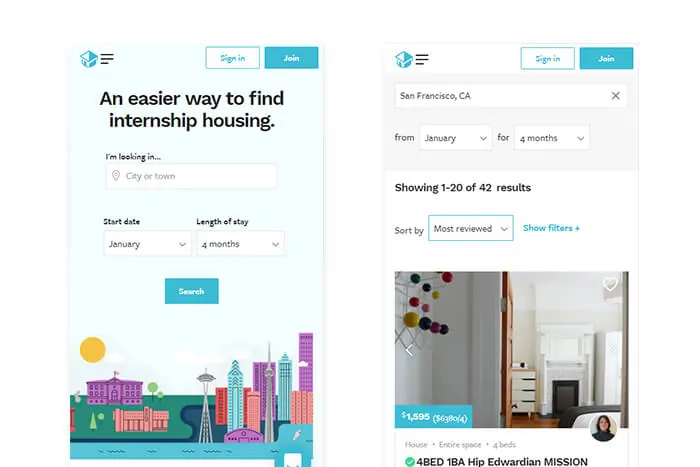 Sign in
Join
An easier way to find
internship housing.
I'm looking in...
City or town
Start date
Length of stay
January
4 months
Search
Sign in
Join
San Francisco, CA
from
January
for
4 months
Showing 1-20 of 42 results
Sort by
Most reviewed
Show filters +
$1,595 ($6380/4)
House • Entire space • 4 beds
4BED 1BA Hip Edwardian MISSION